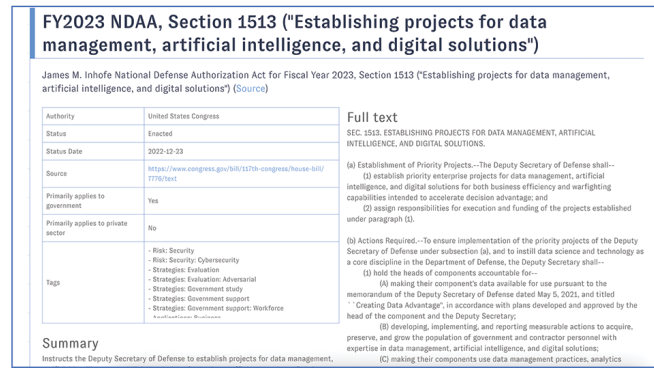 FY2023 NDAA, Section 1513 ("Establishing projects for data
management, artificial intelligence, and digital solutions")
James M. Inhofe National Defense Authorization Act for Fiscal Year 2023, Section 1513 ("Establishing projects for data management,
artificial intelligence, and digital solutions") (Source)
Authority United States Congress
Status Enacted
Status Date 2022-12-23
Source https://www.congress.gov/bill/117th-congress/house-bill/
7776/text
Primarily applies to
government Yes
Primarily applies to private
sector No
Tags
- Risk: Security
- Risk: Security: Cybersecurity
- Strategies: Evaluation
- Strategies: Evaluation: Adversarial
- Strategies: Government study
- Strategies: Government support
- Strategies: Government support: Workforce
Summary
Instructs the Deputy Secretary of Defense to establish projects for data management,
Full text
SEC. 1513. ESTABLISHING PROJECTS FOR DATA MANAGEMENT, ARTIFICIAL
INTELLIGENCE, AND DIGITAL SOLUTIONS.
(a) Establishment of Priority Projects.--The Deputy Secretary of Defense shall--
(1) establish priority enterprise projects for data management, artificial
intelligence, and digital solutions for both business efficiency and warfighting
capabilities intended to accelerate decision advantage; and
(2) assign responsibilities for execution and funding of the projects established
under paragraph (1).
(b) Actions Required.--To ensure implementation of the priority projects of the Deputy
Secretary of Defense under subsection (a), and to instill data science and technology as
a core discipline in the Department of Defense, the Deputy Secretary shall--
(1) hold the heads of components accountable for--
(A) making their component's data available for use pursuant to the
memorandum of the Deputy Secretary of Defense dated May 5, 2021, and titled
``Creating Data Advantage'', in accordance with plans developed and approved by the
head of the component and the Deputy Secretary;
(B) developing, implementing, and reporting measurable actions to acquire,
preserve, and grow the population of government and contractor personnel with
expertise in data management, artificial intelligence, and digital solutions;
(C) making their components use data management practices, analytics